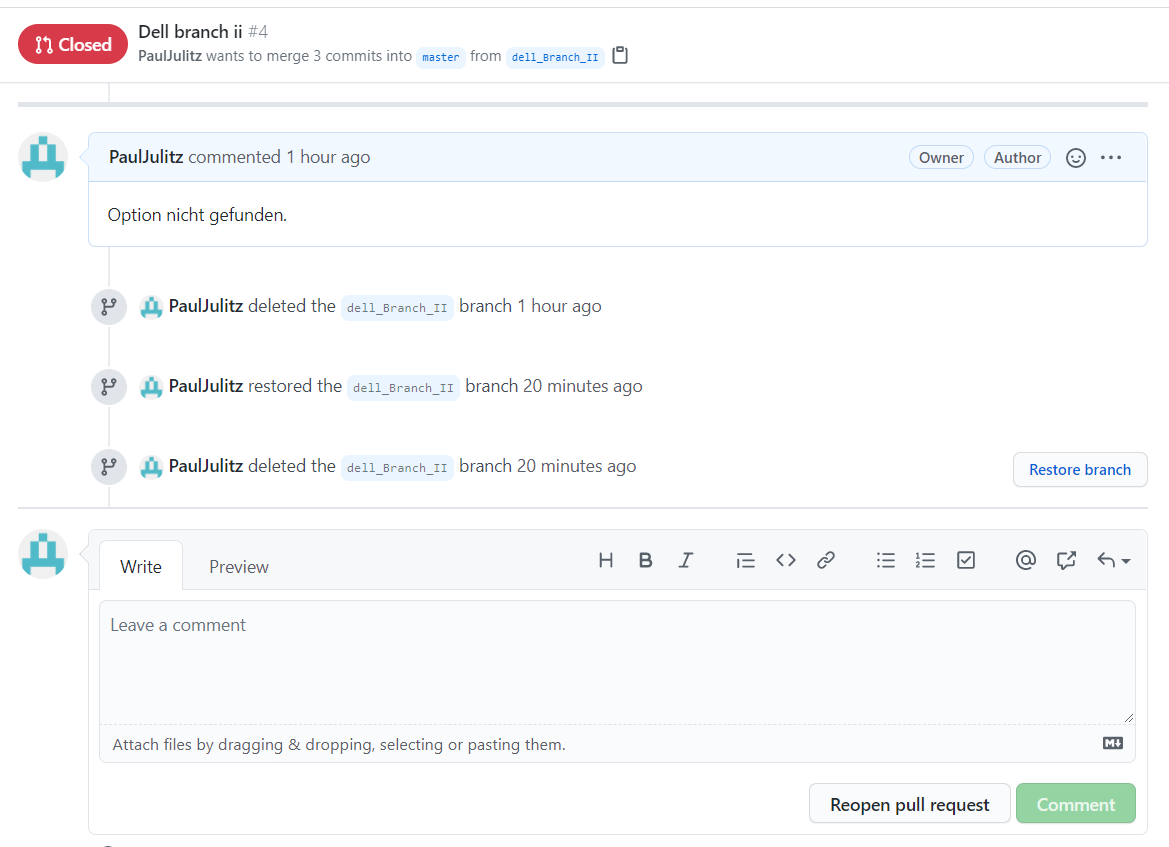 Closed
Dell branch ii #4
PaulJulitz wants to merge 3 commits into master from dell_Branch_II
PaulJulitz commented 1 hour ago
Owner
Author
Option nicht gefunden.
PaulJulitz deleted the dell_Branch_II branch 1 hour ago
PaulJulitz restored the dell_Branch_II branch 20 minutes ago
PaulJulitz deleted the dell_Branch_II branch 20 minutes ago
Restore branch
Write
Preview
Leave a comment
Attach files by dragging & dropping, selecting or pasting them.
Reopen pull request
Comment